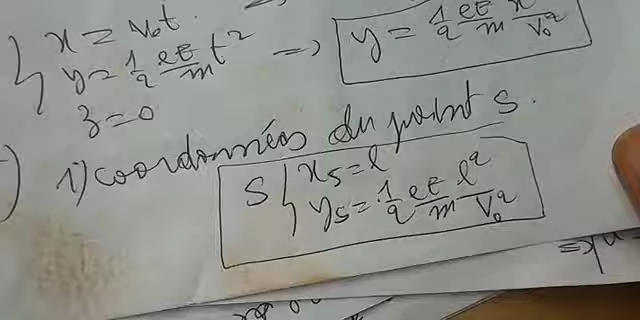 { x = v₀t
y = 1/2 eE/m t² => y = 1/2 eE/m x²/V₀²
z = 0
1) coordonnées du point S.
S { x_S = l
y_S = 1/2 eE/m l²/V₀²